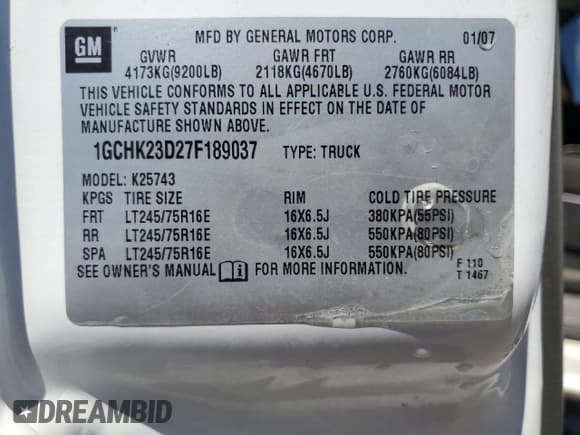 GM
MFD BY GENERAL MOTORS CORP. 01/07
GVWR GAWR FRT GAWR RR
4173KG(9200LB) 2118KG(4670LB) 2760KG(6084LB)
THIS VEHICLE CONFORMS TO ALL APPLICABLE U.S. FEDERAL MOTOR
VEHICLE SAFETY STANDARDS IN EFFECT ON THE DATE OF
MANUFACTURE SHOWN ABOVE.
1GCHK23D27F189037 TYPE: TRUCK
MODEL: K25743
KPGS TIRE SIZE RIM COLD TIRE PRESSURE
FRT LT245/75R16E 16X6.5J 380KPA(55PSI)
RR LT245/75R16E 16X6.5J 550KPA(80PSI)
SPA LT245/75R16E 16X6.5J 550KPA(80PSI)
SEE OWNER'S MANUAL FOR MORE INFORMATION.
F 110
T 1467
DREAMBID